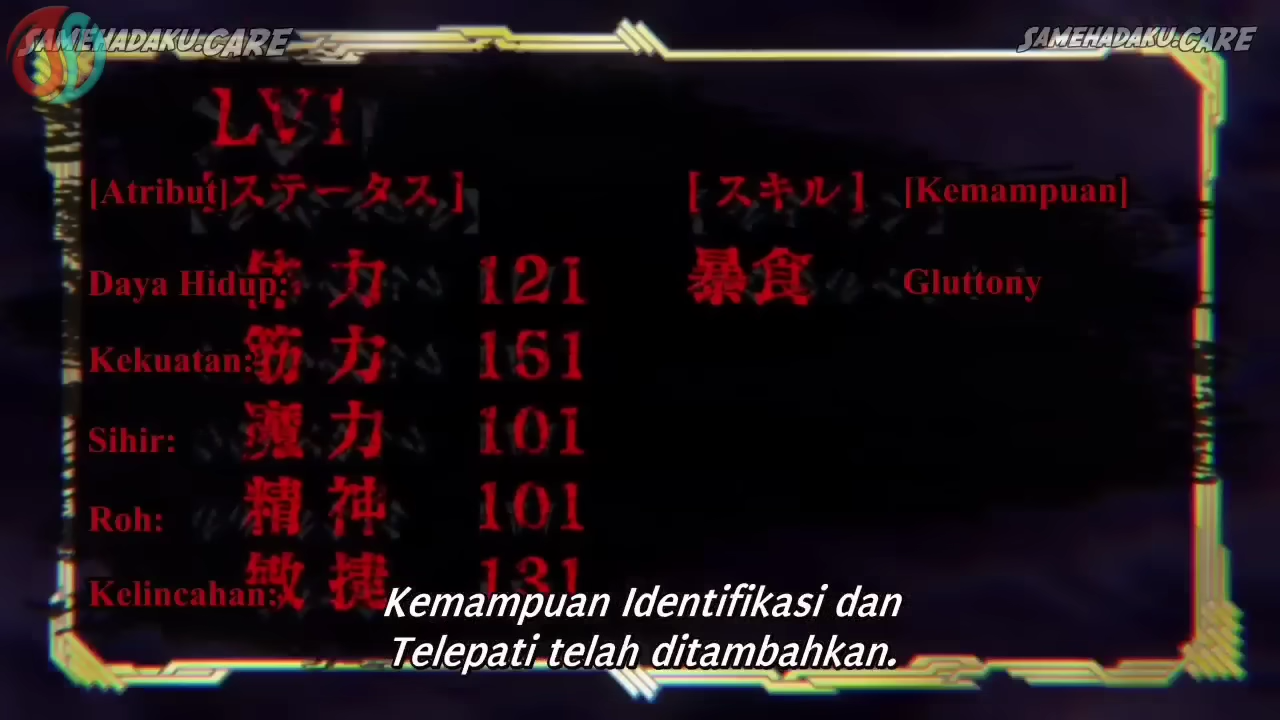 SAMEHADAKU.CARE SAMEHADAKU.CARE
LV1
[Atribut] [ステータス] [スキル] [Kemampuan]
Daya Hidup: 力 121 暴食 Gluttony
Kekuatan: 筋力 151
Sihir: 魔力 101
Roh: 精神 101
Kelincahan: 敏捷 131
Kemampuan Identifikasi dan
Telepati telah ditambahkan.